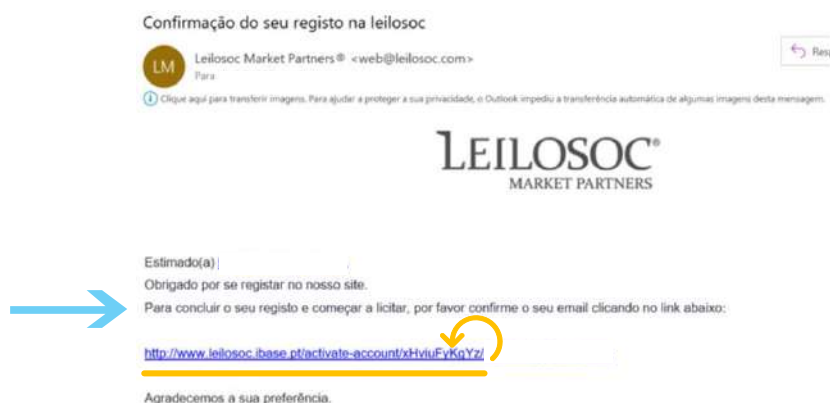 Confirmação do seu registo na leilosoc
LM
Leilosoc Market Partners® <web@leilosoc.com>
Para
Clique aqui para transferir imagens. Para ajudar a proteger a sua privacidade, o Outlook impediu a transferência automática de algumas imagens desta mensagem.
LEILOSOC®
MARKET PARTNERS
Estimado(a)
Obrigado por se registar no nosso site.
Para concluir o seu registo e começar a licitar, por favor confirme o seu email clicando no link abaixo:
http://www.leilosoc.ibase.pt/activate-account/xHviuFyKqYz/
Agradecemos a sua preferência.